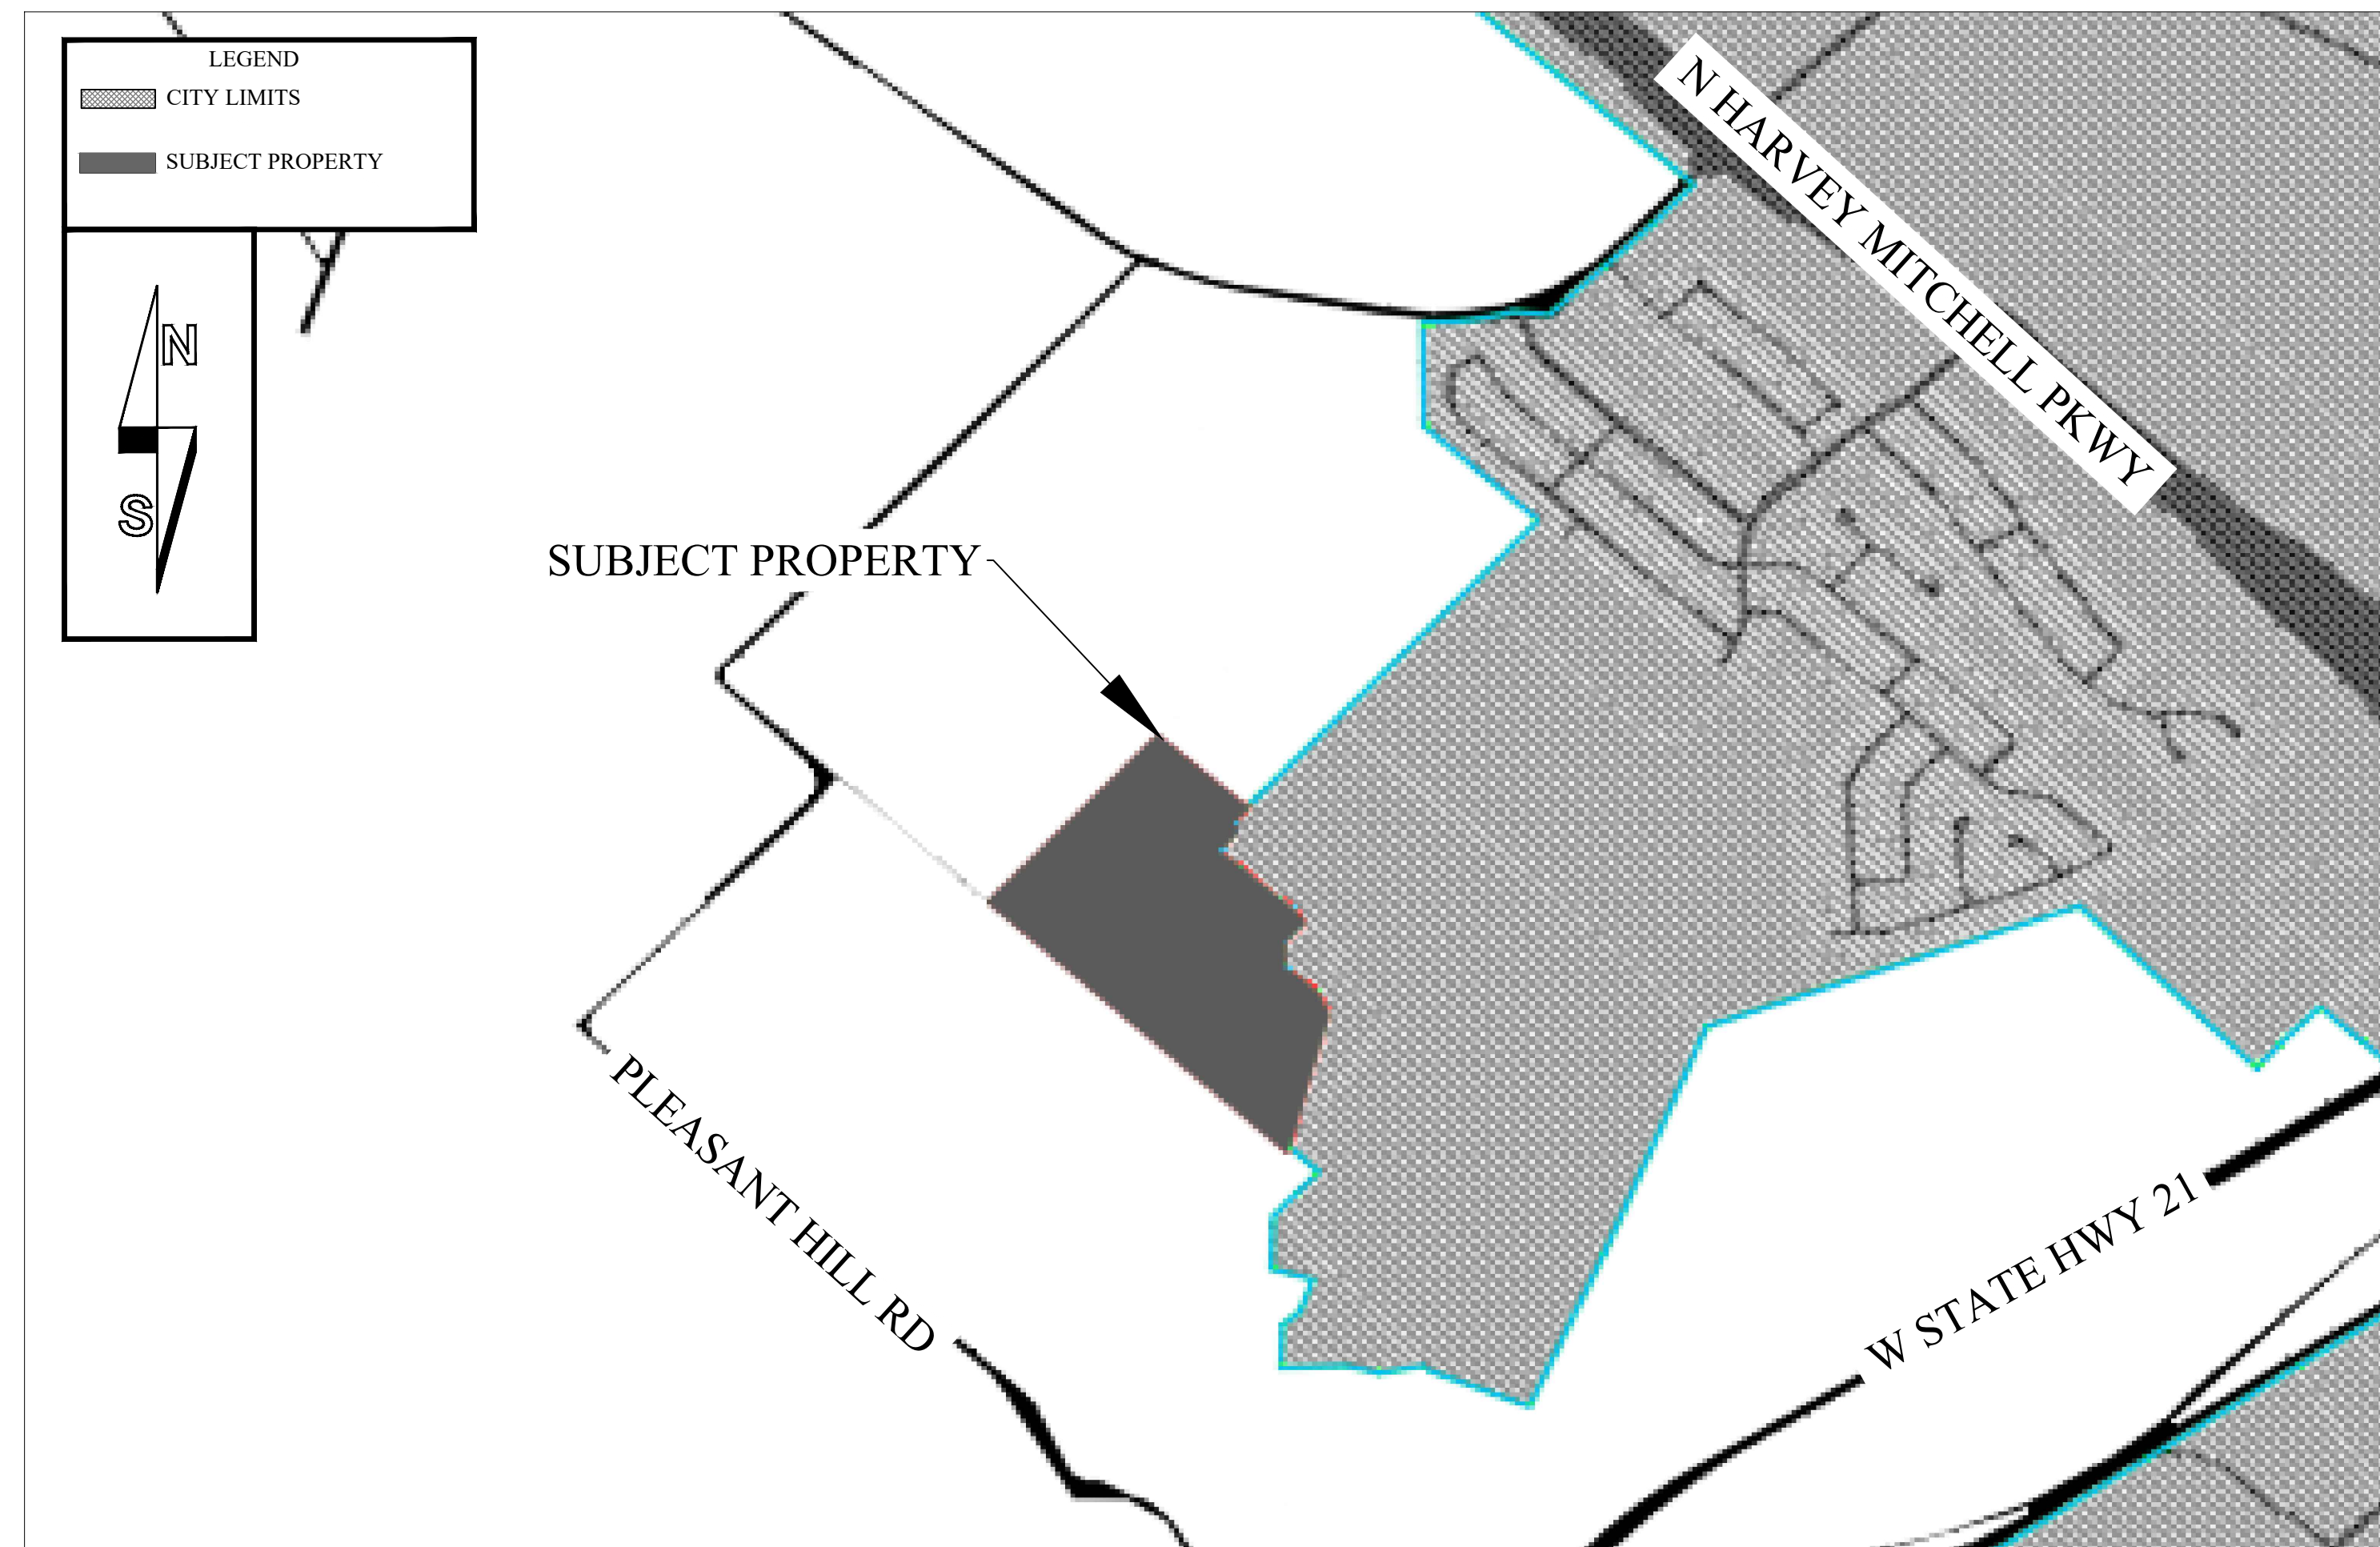 LEGEND
CITY LIMITS
SUBJECT PROPERTY
N HARVEY MITCHELL PKWY
N
S
SUBJECT PROPERTY
PLEASANT HILL RD
W STATE HWY 21